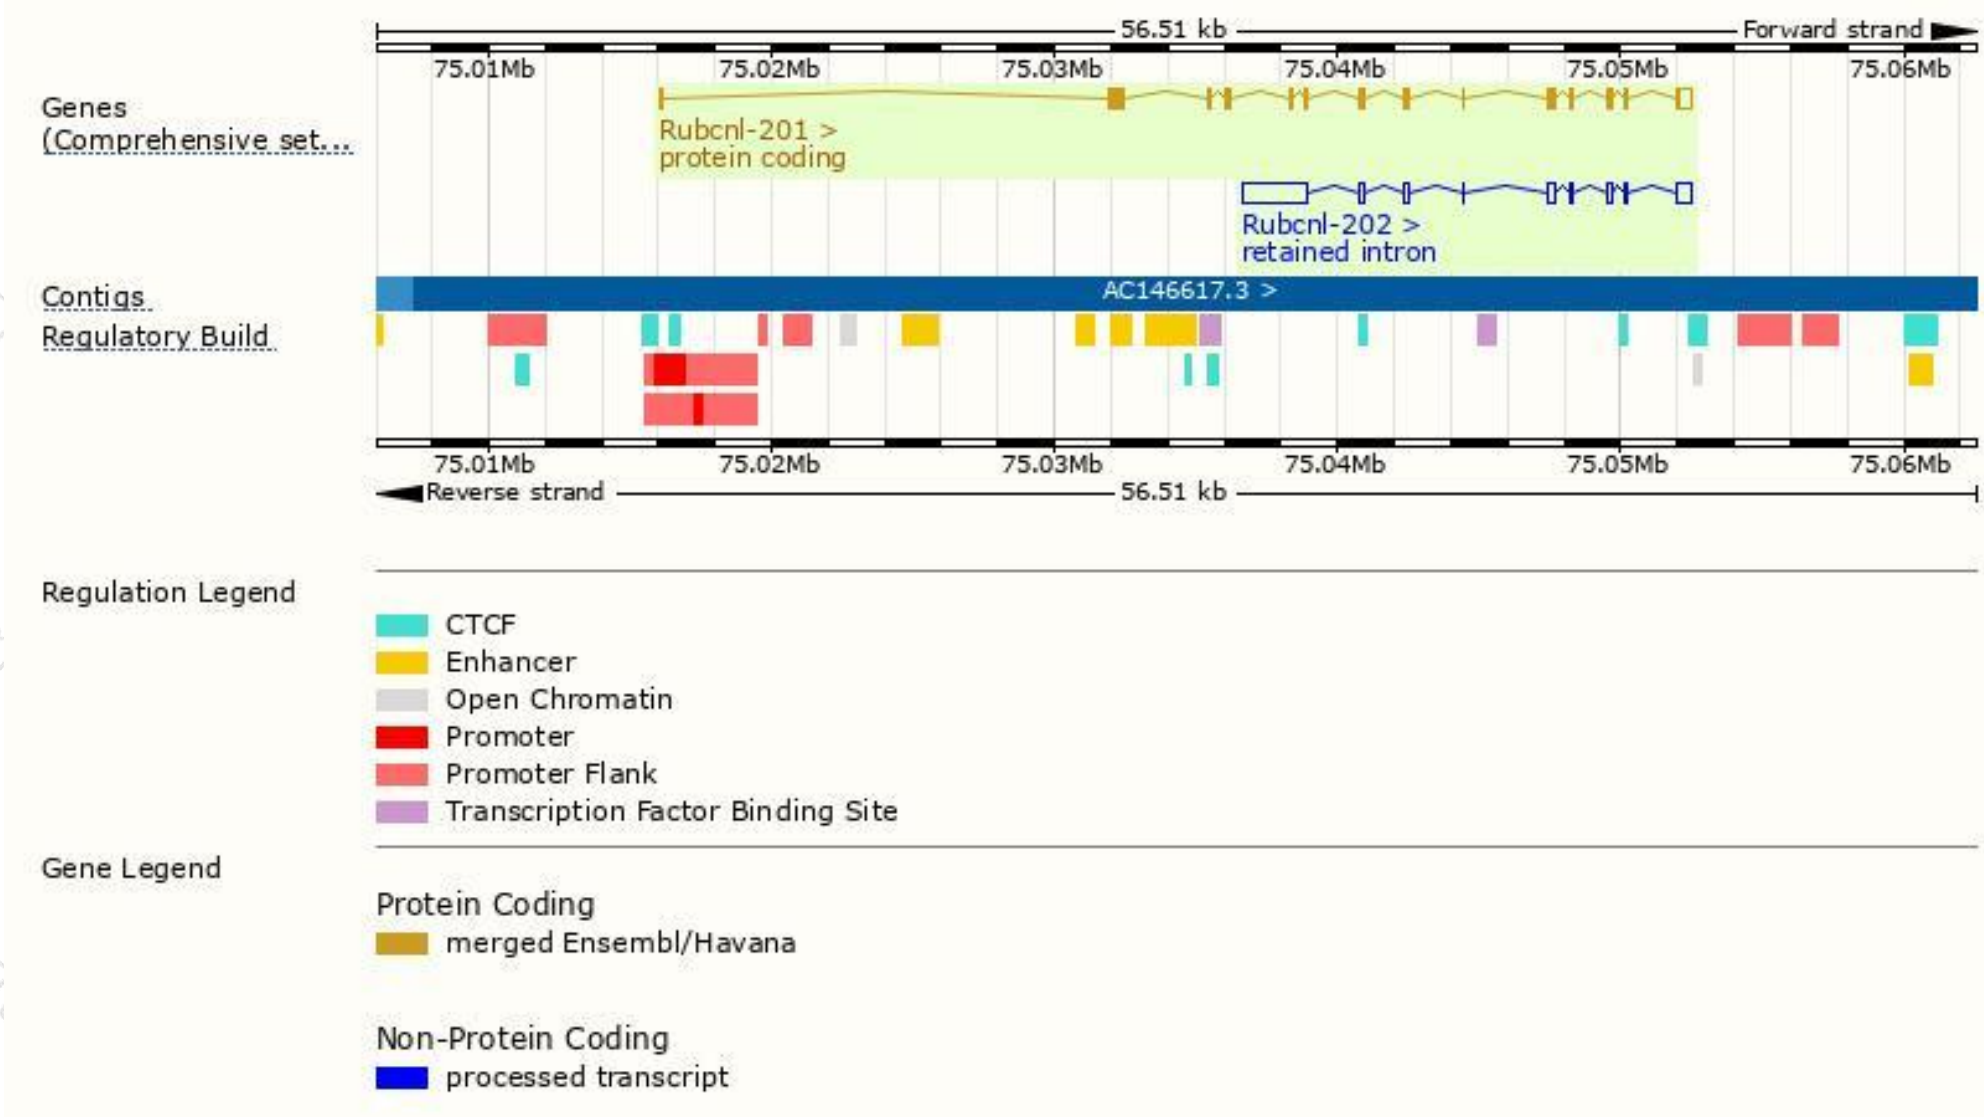 56.51 kb Forward strand
75.01Mb 75.02Mb 75.03Mb 75.04Mb 75.05Mb 75.06Mb
Genes
(Comprehensive set...
Rubcnl-201 >
protein coding
Rubcnl-202 >
retained intron
Contigs
AC146617.3 >
Regulatory Build
75.01Mb 75.02Mb 75.03Mb 75.04Mb 75.05Mb 75.06Mb
Reverse strand 56.51 kb
Regulation Legend
CTCF
Enhancer
Open Chromatin
Promoter
Promoter Flank
Transcription Factor Binding Site
Gene Legend
Protein Coding
merged Ensembl/Havana
Non-Protein Coding
processed transcript